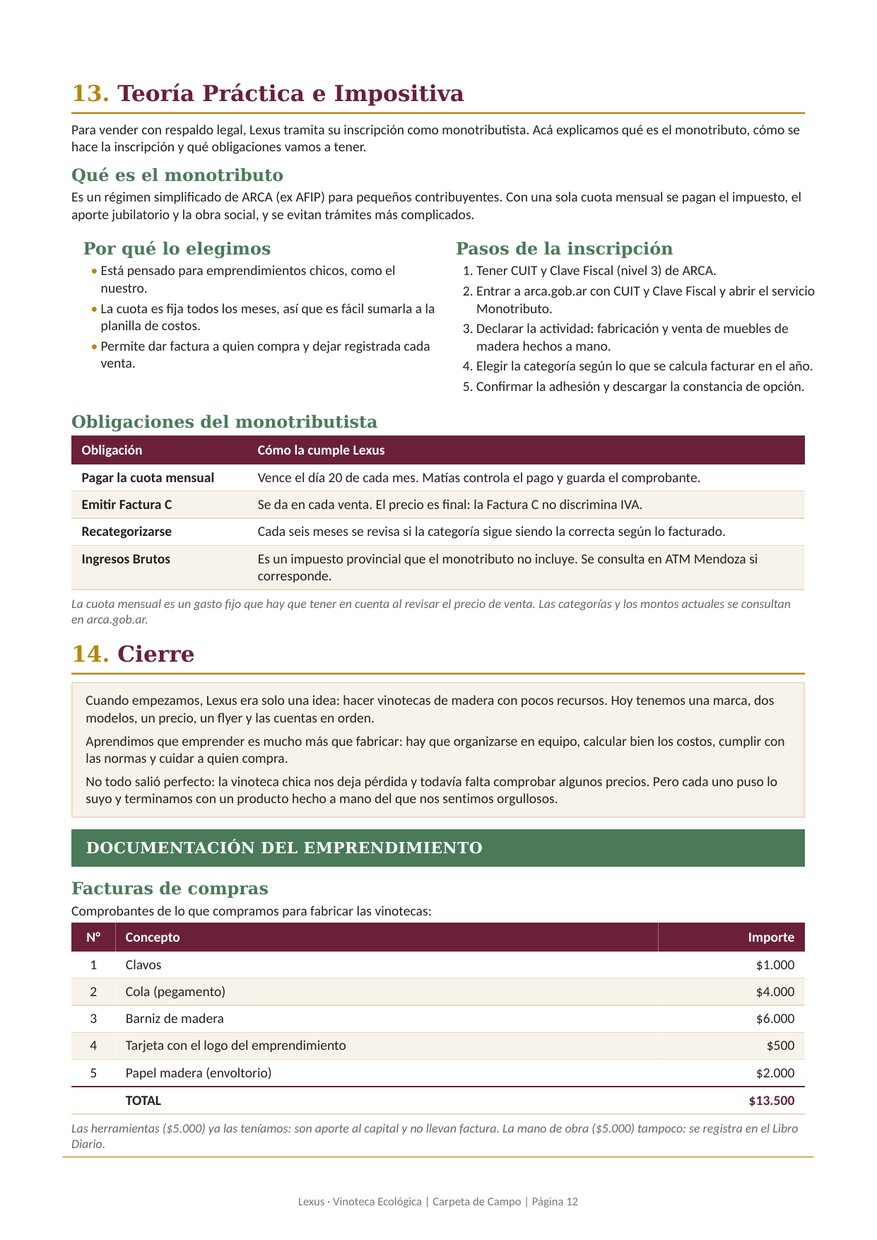 13. Teoría Práctica e Impositiva
Para vender con respaldo legal, Lexus tramita su inscripción como monotributista. Acá explicamos qué es el monotributo, cómo se
hace la inscripción y qué obligaciones vamos a tener.
Qué es el monotributo
Es un régimen simplificado de ARCA (ex AFIP) para pequeños contribuyentes. Con una sola cuota mensual se pagan el impuesto, el
aporte jubilatorio y la obra social, y se evitan trámites más complicados.
Por qué lo elegimos
• Está pensado para emprendimientos chicos, como el
nuestro.
• La cuota es fija todos los meses, así que es fácil sumarla a la
planilla de costos.
• Permite dar factura a quien compra y dejar registrada cada
venta.
Pasos de la inscripción
1. Tener CUIT y Clave Fiscal (nivel 3) de ARCA.
2. Entrar a arca.gob.ar con CUIT y Clave Fiscal y abrir el servicio
Monotributo.
3. Declarar la actividad: fabricación y venta de muebles de
madera hechos a mano.
4. Elegir la categoría según lo que se calcula facturar en el año.
5. Confirmar la adhesión y descargar la constancia de opción.
Obligaciones del monotributista
Obligación Cómo la cumple Lexus
Pagar la cuota mensual Vence el día 20 de cada mes. Matías controla el pago y guarda el comprobante.
Emitir Factura C Se da en cada venta. El precio es final: la Factura C no discrimina IVA.
Recategorizarse Cada seis meses se revisa si la categoría sigue siendo la correcta según lo facturado.
Ingresos Brutos Es un impuesto provincial que el monotributo no incluye. Se consulta en ATM Mendoza si
corresponde.
La cuota mensual es un gasto fijo que hay que tener en cuenta al revisar el precio de venta. Las categorías y los montos actuales se consultan
en arca.gob.ar.
14. Cierre
Cuando empezamos, Lexus era solo una idea: hacer vinotecas de madera con pocos recursos. Hoy tenemos una marca, dos
modelos, un precio, un flyer y las cuentas en orden.
Aprendimos que emprender es mucho más que fabricar: hay que organizarse en equipo, calcular bien los costos, cumplir con
las normas y cuidar a quien compra.
No todo salió perfecto: la vinoteca chica nos deja pérdida y todavía falta comprobar algunos precios. Pero cada uno puso lo
suyo y terminamos con un producto hecho a mano del que nos sentimos orgullosos.
DOCUMENTACIÓN DEL EMPRENDIMIENTO
Facturas de compras
Comprobantes de lo que compramos para fabricar las vinotecas:
N° Concepto Importe
1 Clavos $1.000
2 Cola (pegamento) $4.000
3 Barniz de madera $6.000
4 Tarjeta con el logo del emprendimiento $500
5 Papel madera (envoltorio) $2.000
TOTAL $13.500
Las herramientas ($5.000) ya las teníamos: son aporte al capital y no llevan factura. La mano de obra ($5.000) tampoco: se registra en el Libro
Diario.
Lexus · Vinoteca Ecológica | Carpeta de Campo | Página 12